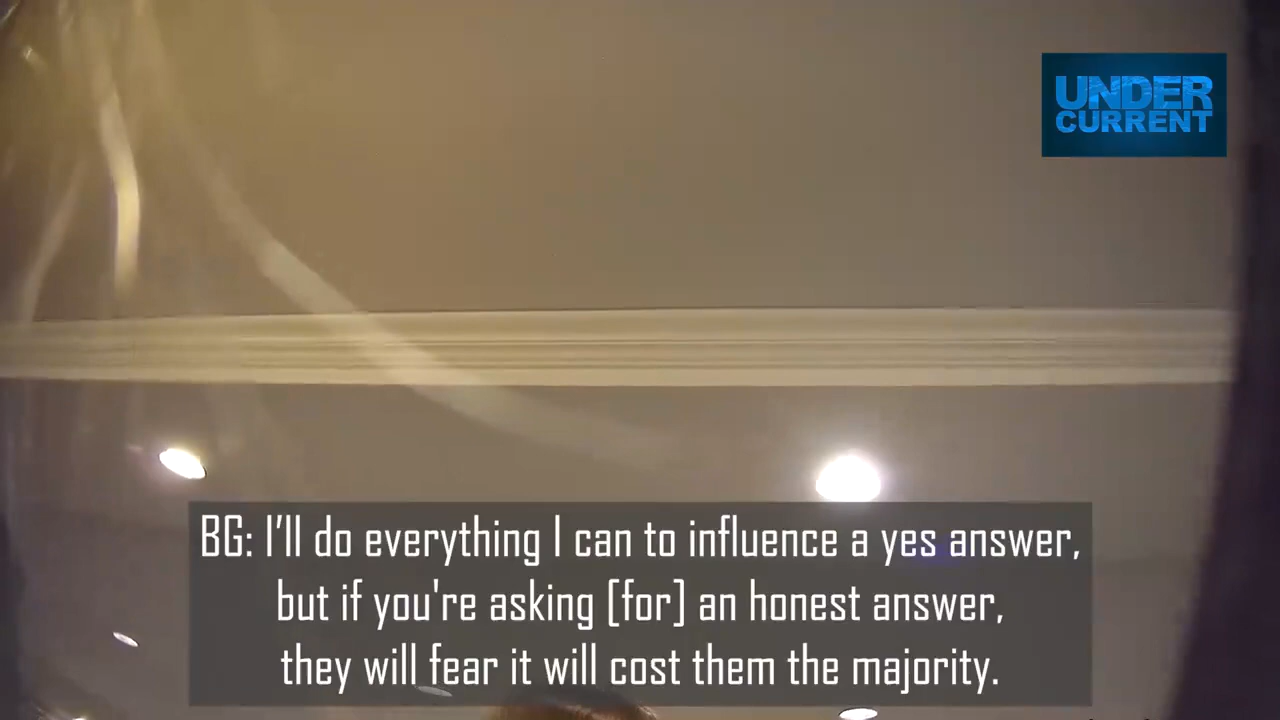 UNDER
CURRENT
BG: I’ll do everything I can to influence a yes answer,
but if you're asking [for] an honest answer,
they will fear it will cost them the majority.